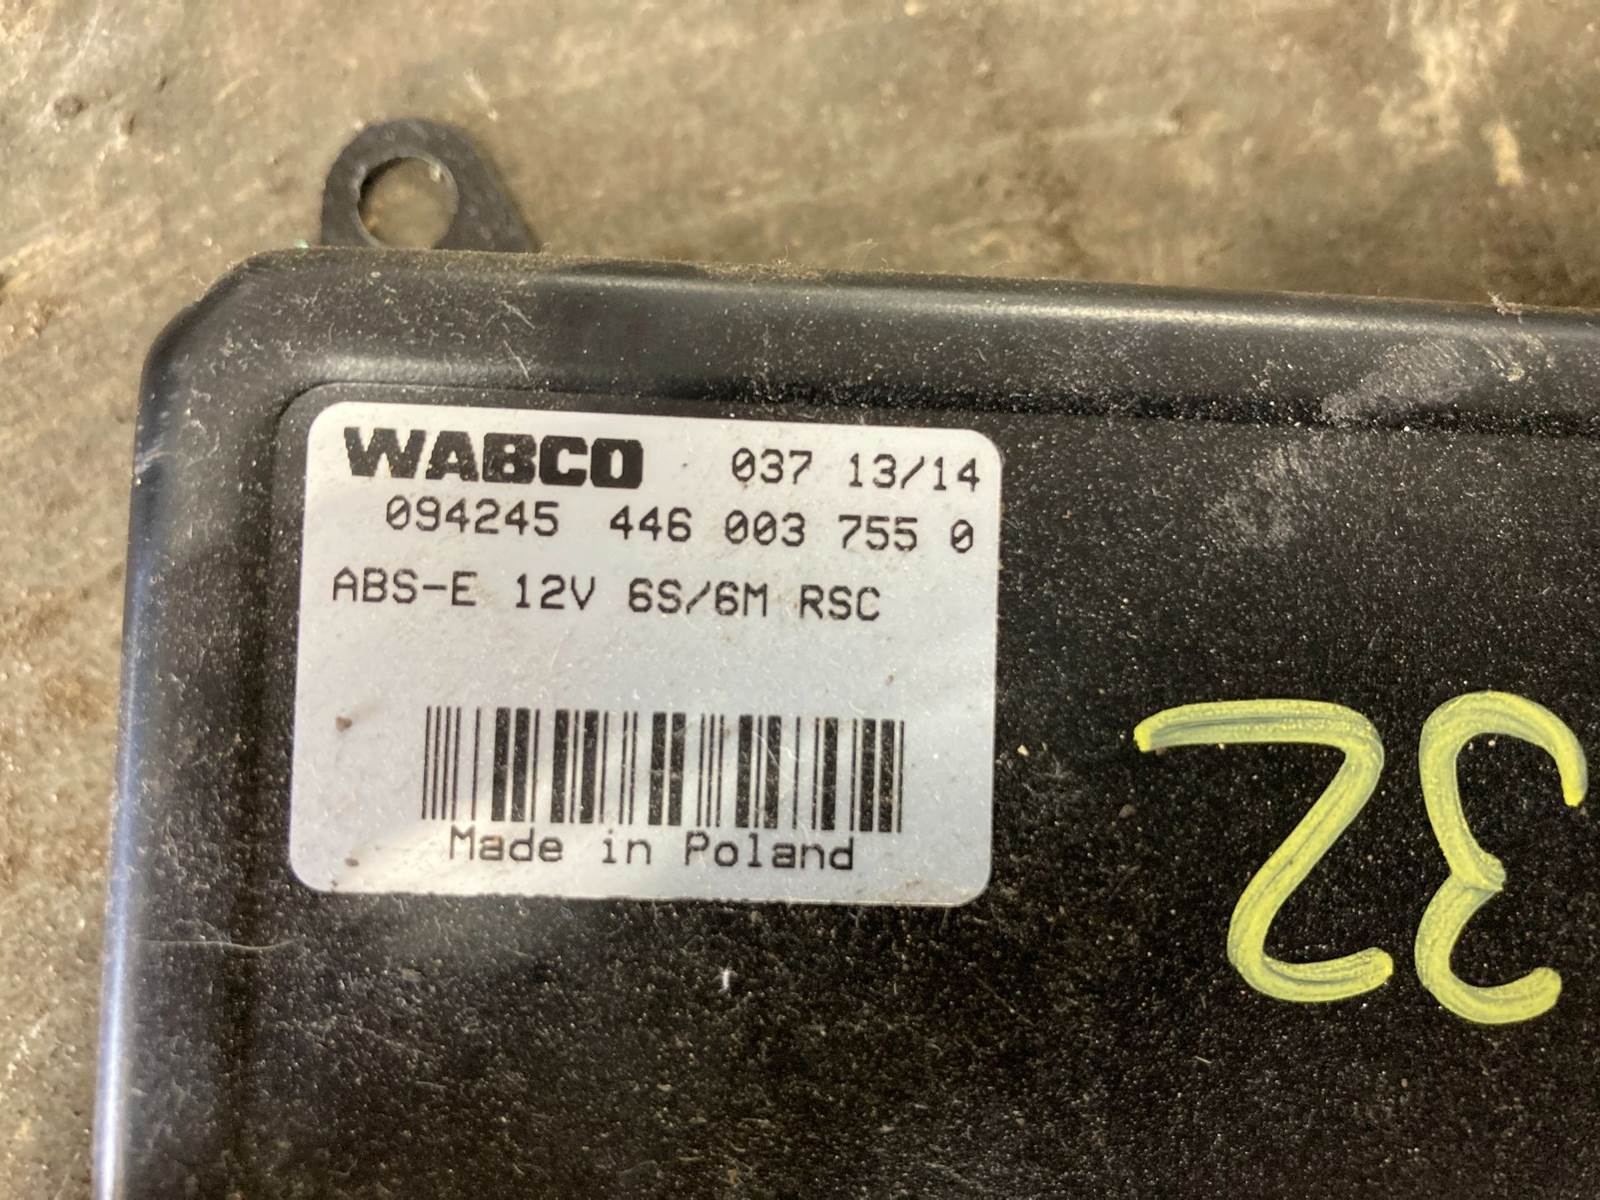 WABCO 037 13/14
094245 446 003 755 0
ABS-E 12V 6S/6M RSC
Made in Poland
32